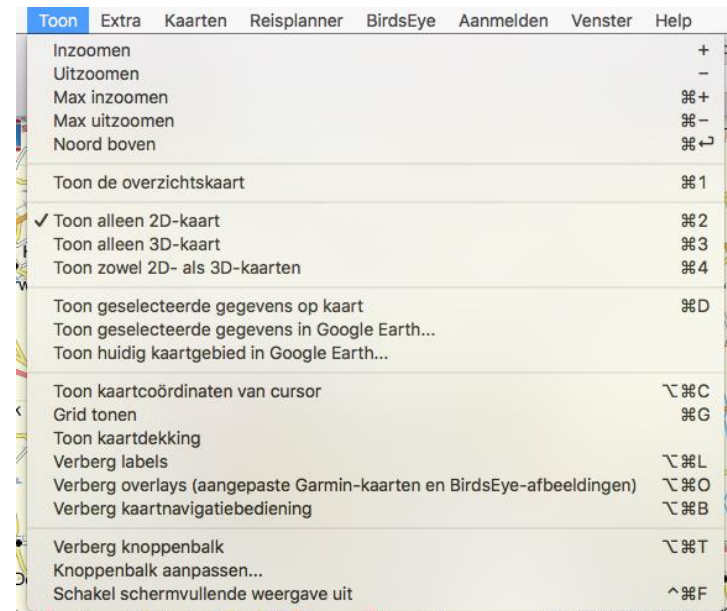 Toon Extra Kaarten Reisplanner BirdsEye Aanmelden Venster Help
Inzoomen +
Uitzoomen −
Max inzoomen ⌘+
Max uitzoomen ⌘−
Noord boven ⌘↩
Toon de overzichtskaart ⌘1
✓ Toon alleen 2D-kaart ⌘2
Toon alleen 3D-kaart ⌘3
Toon zowel 2D- als 3D-kaarten ⌘4
Toon geselecteerde gegevens op kaart ⌘D
Toon geselecteerde gegevens in Google Earth...
Toon huidig kaartgebied in Google Earth...
Toon kaartcoördinaten van cursor ⌥⌘C
Grid tonen ⌘G
Toon kaartdekking
Verberg labels ⌥⌘L
Verberg overlays (aangepaste Garmin-kaarten en BirdsEye-afbeeldingen) ⌥⌘O
Verberg kaartnavigatiebediening ⌥⌘B
Verberg knoppenbalk ⌥⌘T
Knoppenbalk aanpassen...
Schakel schermvullende weergave uit ^⌘F